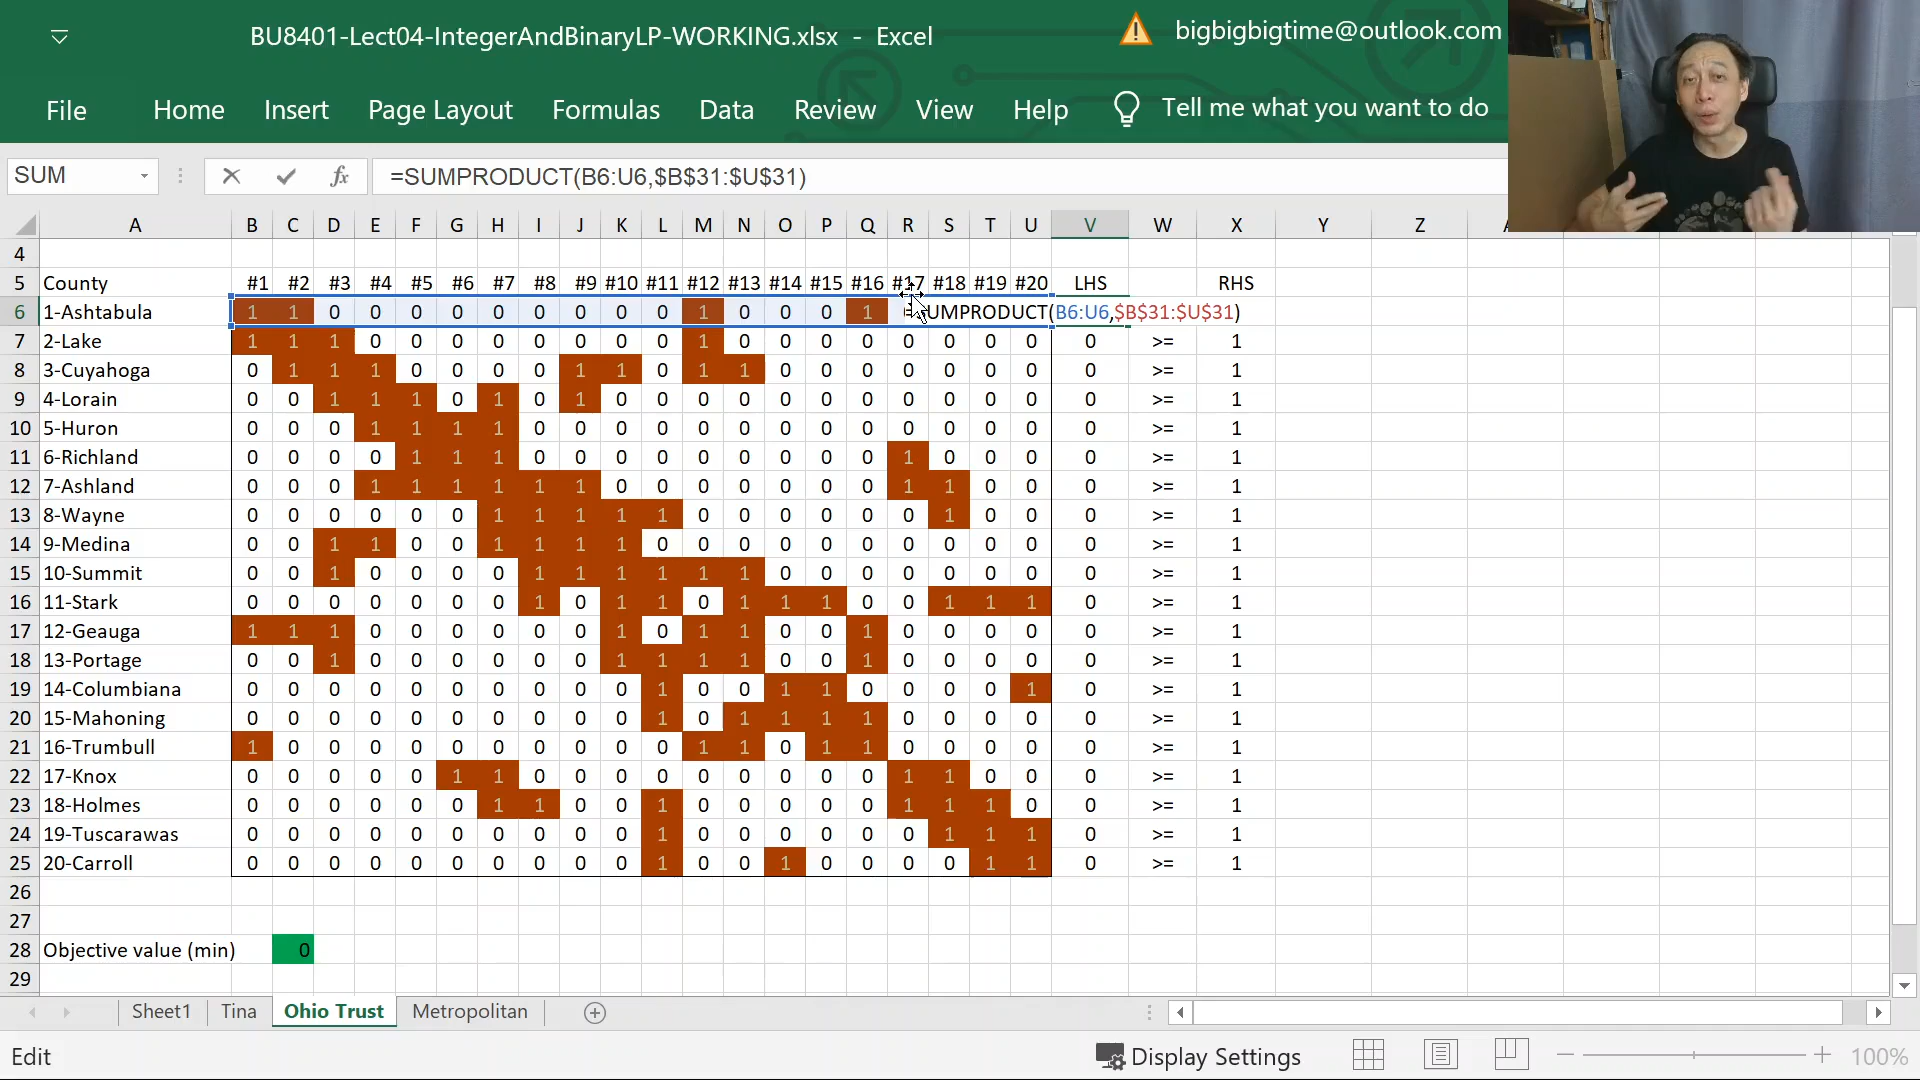 BU8401-Lect04-IntegerAndBinaryLP-WORKING.xlsx - Excel
bigbigbigtime@outlook.com
File Home Insert Page Layout Formulas Data Review View Help Tell me what you want to do
SUM fx =SUMPRODUCT(B6:U6,$B$31:$U$31)
A B C D E F G H I J K L M N O P Q R S T U V W X Y Z
4
5 County #1 #2 #3 #4 #5 #6 #7 #8 #9 #10 #11 #12 #13 #14 #15 #16 #17 #18 #19 #20 LHS RHS
6 1-Ashtabula 1 1 0 0 0 0 0 0 0 0 0 1 0 0 0 1 =SUMPRODUCT(B6:U6,$B$31:$U$31)
7 2-Lake 1 1 1 0 0 0 0 0 0 0 0 1 0 0 0 0 0 0 0 0 0 >= 1
8 3-Cuyahoga 0 1 1 1 0 0 0 0 1 1 0 1 1 0 0 0 0 0 0 0 0 >= 1
9 4-Lorain 0 0 1 1 1 0 1 0 1 0 0 0 0 0 0 0 0 0 0 0 0 >= 1
10 5-Huron 0 0 0 1 1 1 1 0 0 0 0 0 0 0 0 0 0 0 0 0 0 >= 1
11 6-Richland 0 0 0 0 1 1 1 0 0 0 0 0 0 0 0 0 1 0 0 0 0 >= 1
12 7-Ashland 0 0 0 1 1 1 1 1 1 0 0 0 0 0 0 0 1 1 0 0 0 >= 1
13 8-Wayne 0 0 0 0 0 0 1 1 1 1 1 0 0 0 0 0 0 1 0 0 0 >= 1
14 9-Medina 0 0 1 1 0 0 1 1 1 1 0 0 0 0 0 0 0 0 0 0 0 >= 1
15 10-Summit 0 0 1 0 0 0 0 1 1 1 1 1 1 0 0 0 0 0 0 0 0 >= 1
16 11-Stark 0 0 0 0 0 0 0 1 0 1 1 0 1 1 1 0 0 1 1 1 0 >= 1
17 12-Geauga 1 1 1 0 0 0 0 0 0 1 0 1 1 0 0 1 0 0 0 0 0 >= 1
18 13-Portage 0 0 1 0 0 0 0 0 0 1 1 1 1 0 0 1 0 0 0 0 0 >= 1
19 14-Columbiana 0 0 0 0 0 0 0 0 0 0 1 0 0 1 1 0 0 0 0 1 0 >= 1
20 15-Mahoning 0 0 0 0 0 0 0 0 0 0 1 0 1 1 1 1 0 0 0 0 0 >= 1
21 16-Trumbull 1 0 0 0 0 0 0 0 0 0 0 1 1 0 1 1 0 0 0 0 0 >= 1
22 17-Knox 0 0 0 0 0 1 1 0 0 0 0 0 0 0 0 0 1 1 0 0 0 >= 1
23 18-Holmes 0 0 0 0 0 0 1 1 0 0 1 0 0 0 0 0 1 1 1 0 0 >= 1
24 19-Tuscarawas 0 0 0 0 0 0 0 0 0 0 1 0 0 0 0 0 0 1 1 1 0 >= 1
25 20-Carroll 0 0 0 0 0 0 0 0 0 0 1 0 0 1 0 0 0 0 1 1 0 >= 1
26
27
28 Objective value (min) 0
29
Sheet1 Tina Ohio Trust Metropolitan
Edit Display Settings 100%